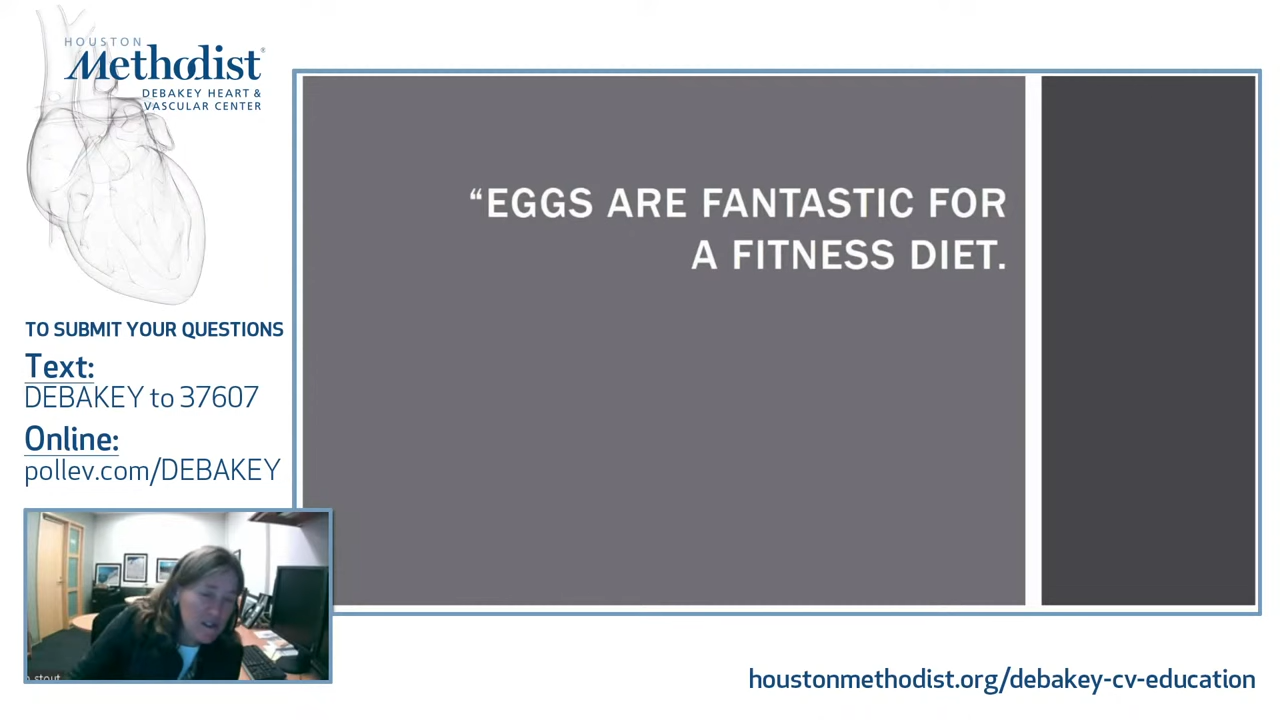 HOUSTON
Methodist®
DEBAKEY HEART &
VASCULAR CENTER
TO SUBMIT YOUR QUESTIONS
Text:
DEBAKEY to 37607
Online:
pollev.com/DEBAKEY
“EGGS ARE FANTASTIC FOR
A FITNESS DIET.
stout
houstonmethodist.org/debakey-cv-education